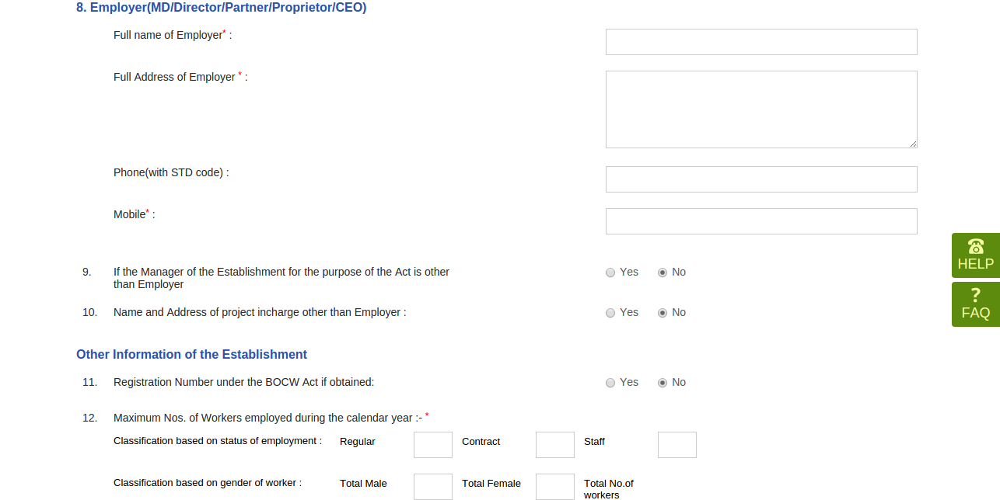 8. Employer(MD/Director/Partner/Proprietor/CEO)
Full name of Employer* :
Full Address of Employer * :
Phone(with STD code) :
Mobile* :
HELP
9. If the Manager of the Establishment for the purpose of the Act is other Yes No
than Employer
?
FAQ
10. Name and Address of project incharge other than Employer : Yes No
Other Information of the Establishment
11. Registration Number under the BOCW Act if obtained: Yes No
12. Maximum Nos. of Workers employed during the calendar year :- *
Classification based on status of employment : Regular Contract Staff
Classification based on gender of worker : Total Male Total Female Total No.of
workers